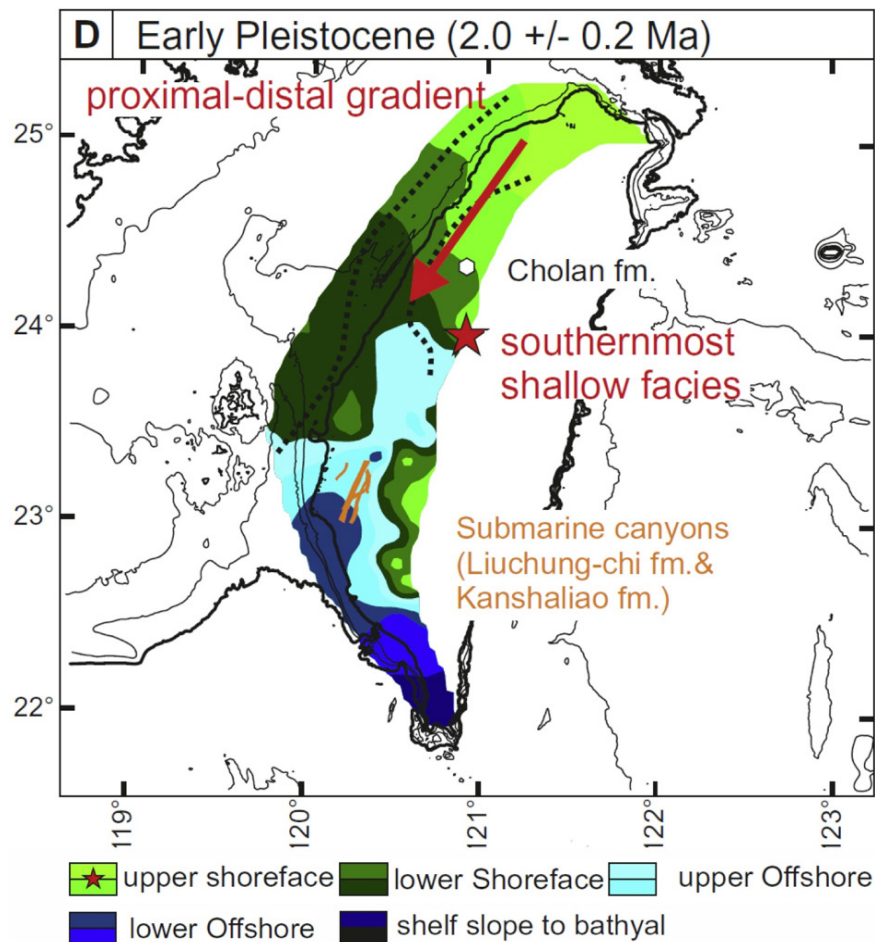 D Early Pleistocene (2.0 +/- 0.2 Ma)
proximal-distal gradient
25°
Cholan fm.
24°
southernmost
shallow facies
23°
Submarine canyons
(Liuchung-chi fm.&
Kanshaliao fm.)
22°
119° 120° 121° 122° 123°
upper shoreface lower Shoreface upper Offshore
lower Offshore shelf slope to bathyal